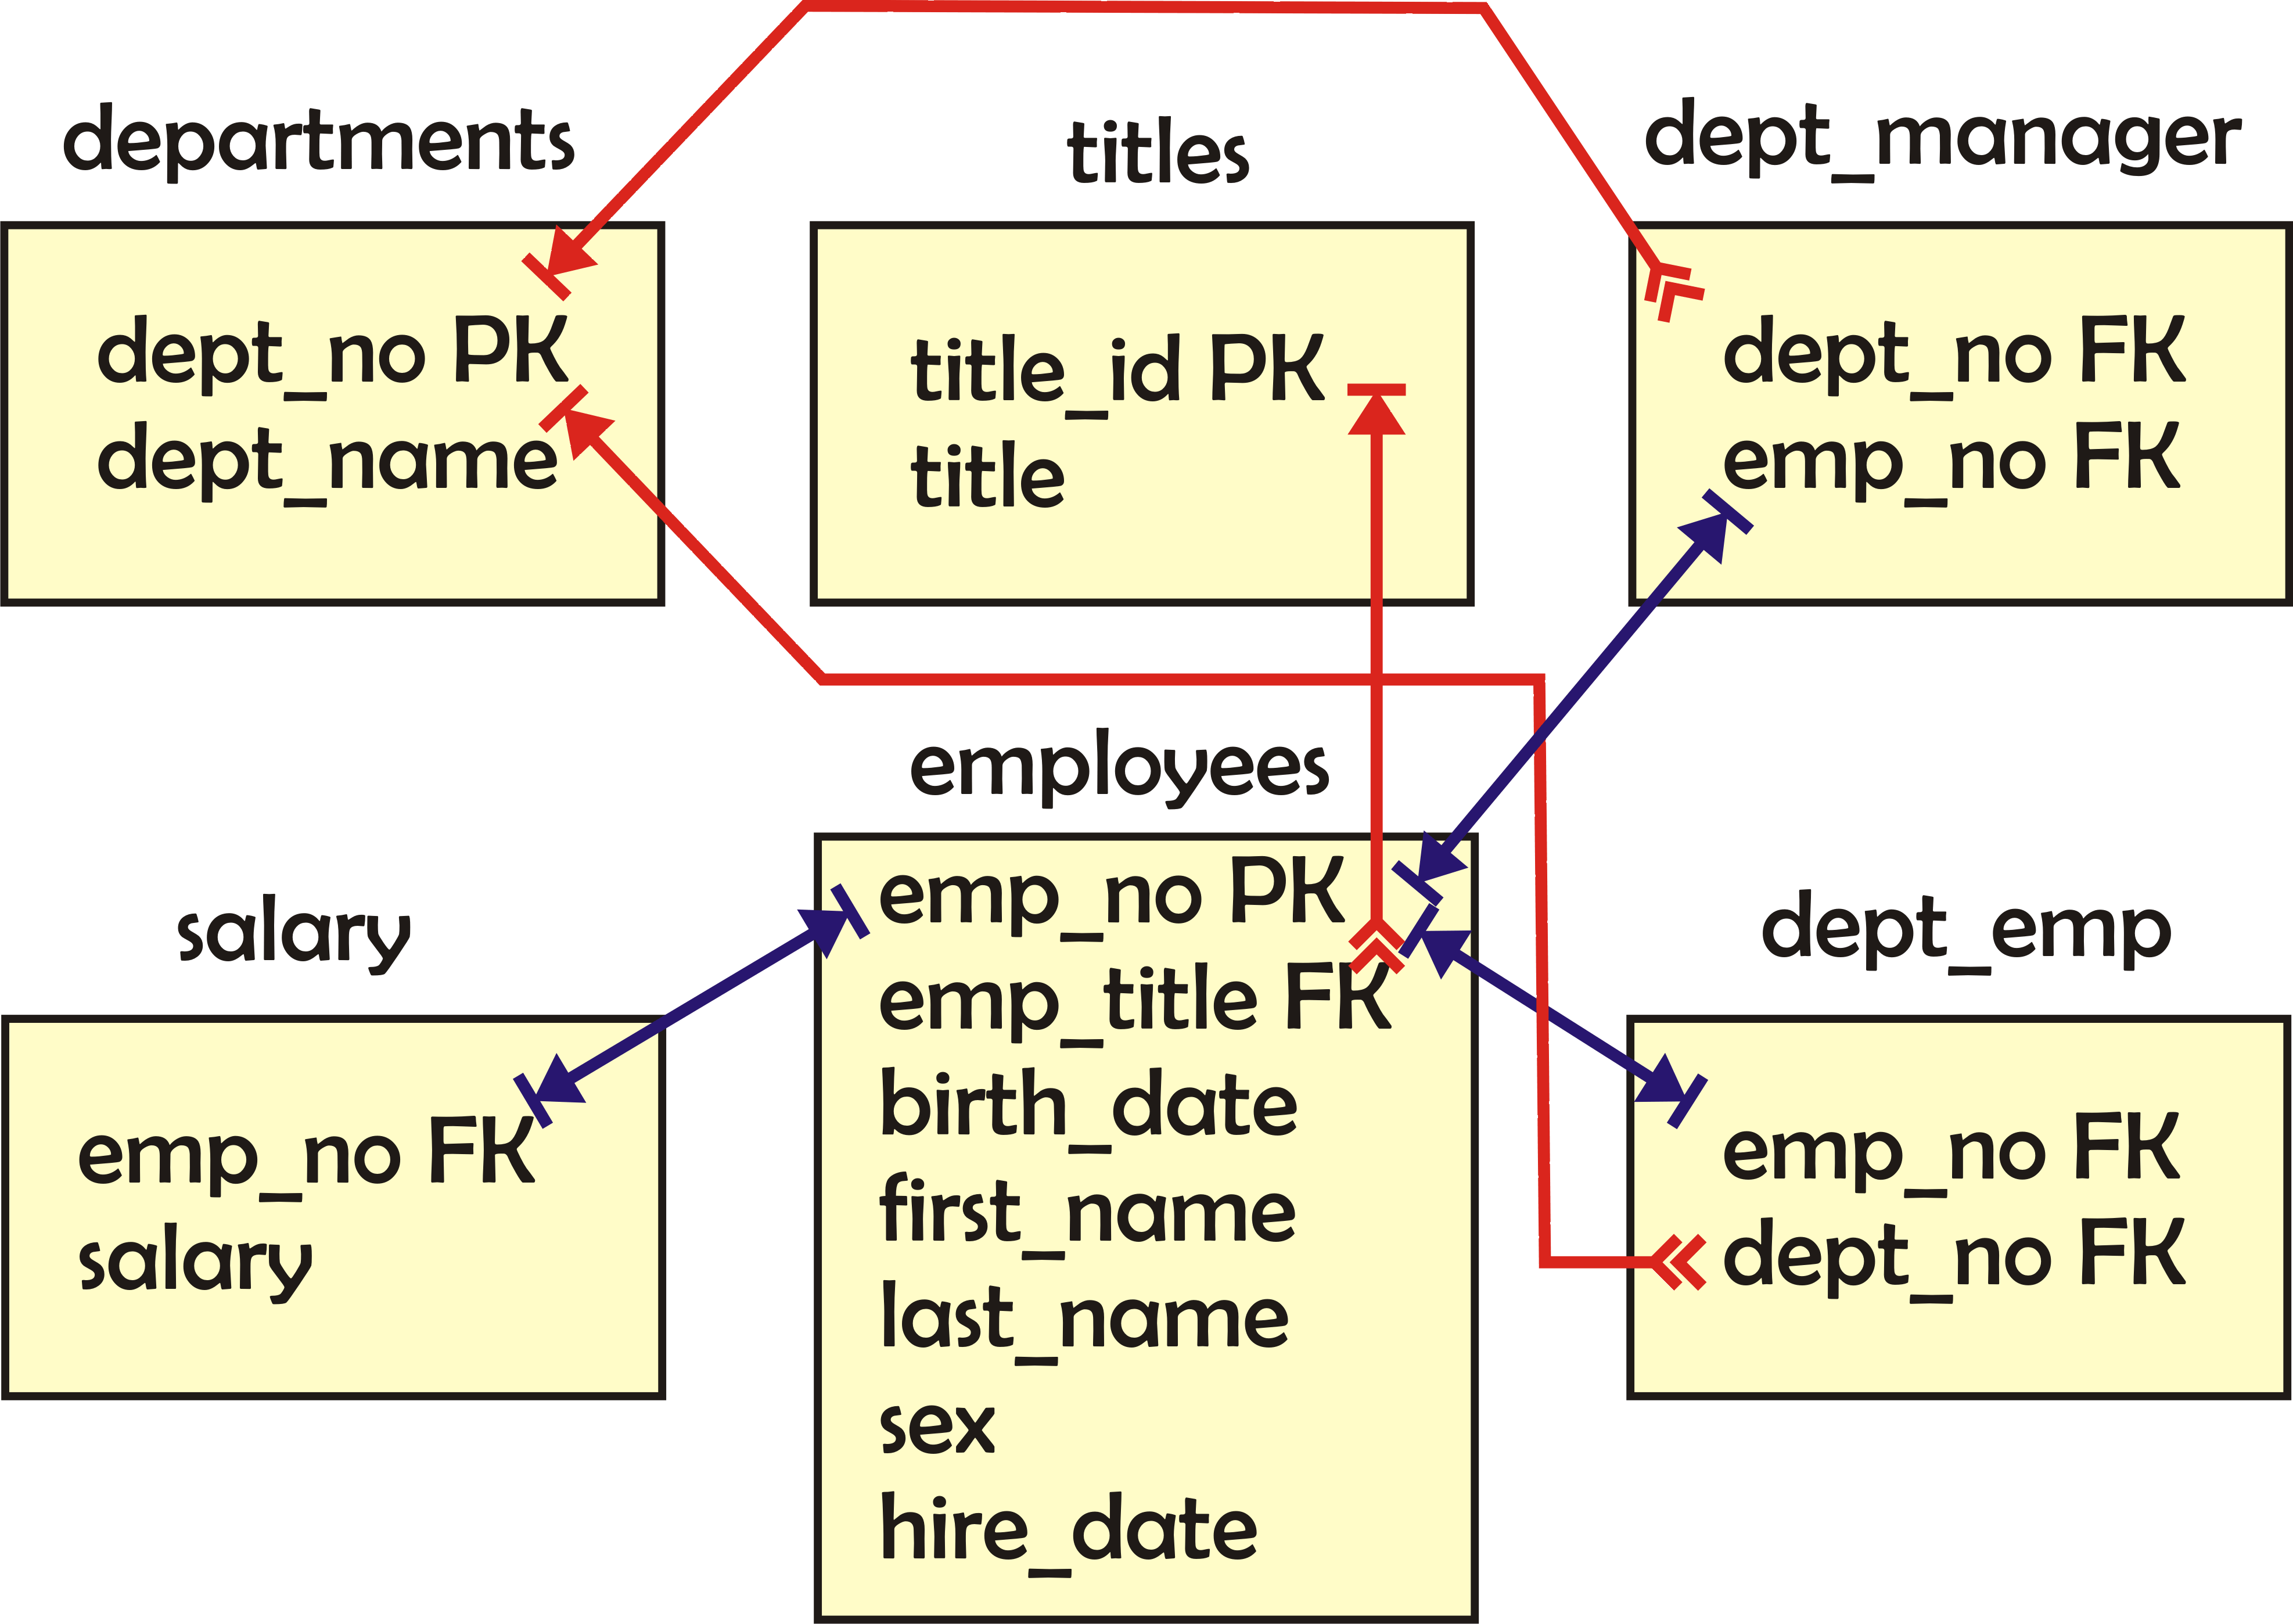 departments
dept_no PK
dept_name
titles
title_id PK
title
dept_manager
dept_no FK
emp_no FK
salary
emp_no FK
salary
employees
emp_no PK
emp_title FK
birth_date
first_name
last_name
sex
hire_date
dept_emp
emp_no FK
dept_no FK